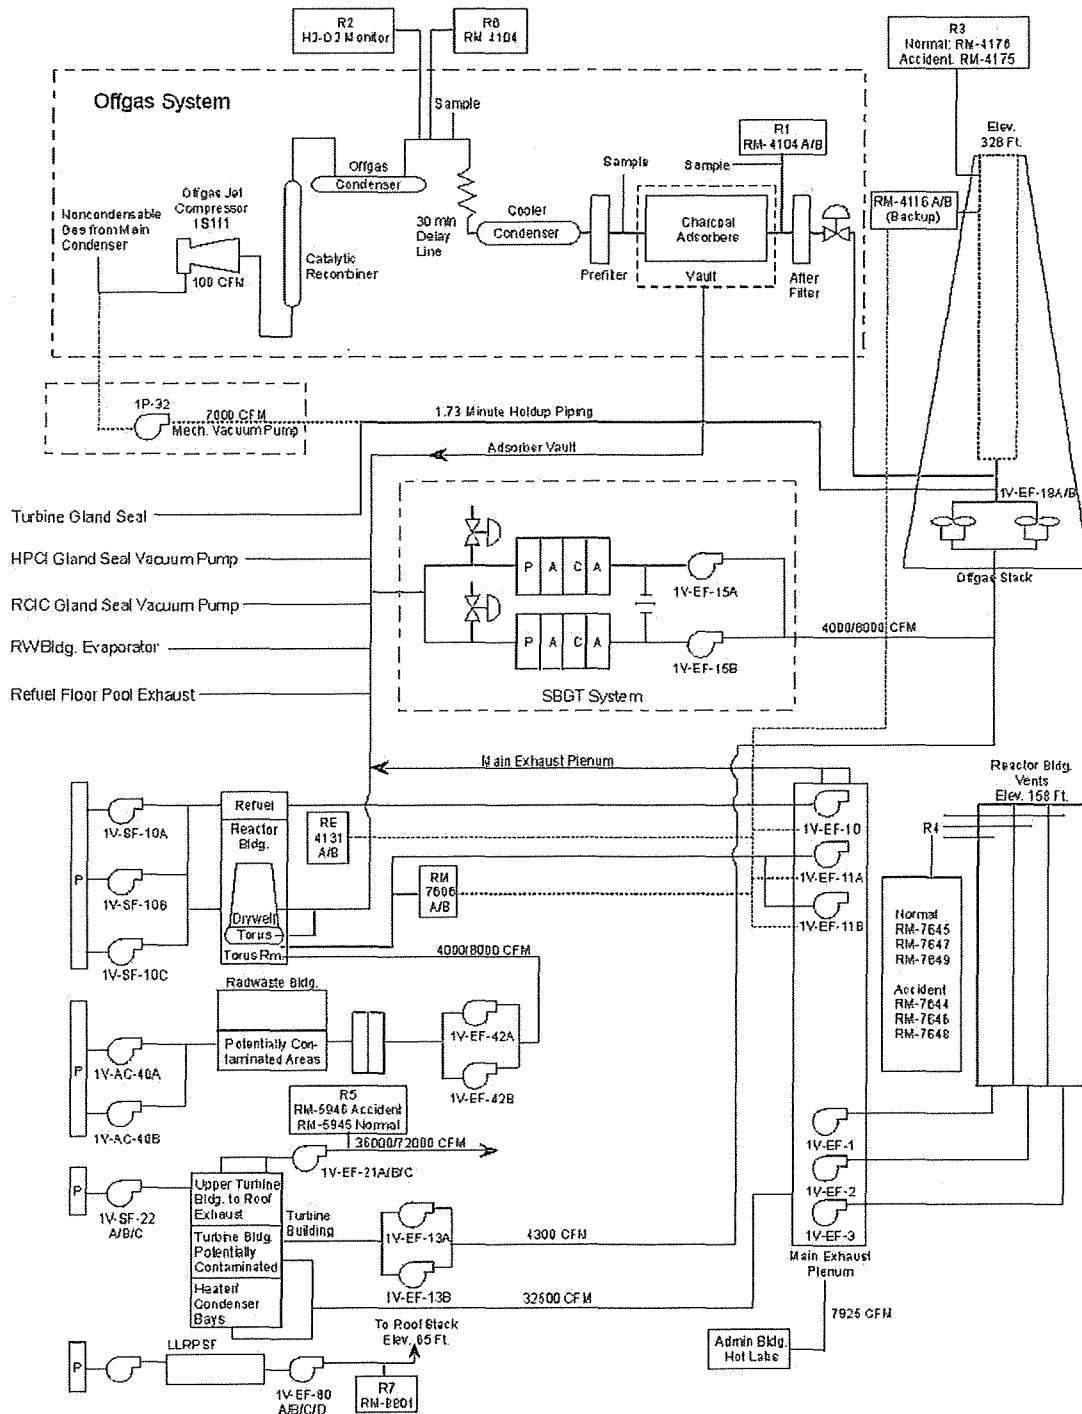 R2
H2-O2 Monitor
R6
RM-4104
R3
Normal: RM-4176
Accident: RM-4175
Offgas System
Sample
R1
RM-4104 A/B
Elev.
328 Ft.
Offgas
Condenser
Sample
Sample
RM-4116 A/B
(Backup)
Noncondensable
Gas from Main
Condenser
Offgas Jet
Compressor
1S111
100 CFM
Catalytic
Recombiner
30 min
Delay
Line
Cooler
Condenser
Charcoal
Adsorbers
Prefilter
Vault
After
Filter
1P-32
7000 CFM
Mech. Vacuum Pump
1.73 Minute Holdup Piping
Adsorber Vault
1V-EF-18A/B
Turbine Gland Seal
HPCI Gland Seal Vacuum Pump
RCIC Gland Seal Vacuum Pump
RWBldg. Evaporator
Refuel Floor Pool Exhaust
P A C A
1V-EF-15A
P A C A
1V-EF-15B
SBGT System
Offgas Stack
4000/8000 CFM
Main Exhaust Plenum
Reactor Bldg.
Vents
Elev. 158 Ft.
P
1V-SF-10A
1V-SF-10B
1V-SF-10C
Refuel
Reactor
Bldg.
Drywell
Torus
Torus Rm.
RE
4131
A/B
RM
7606
A/B
1V-EF-10
1V-EF-11A
1V-EF-11B
R4
Normal
RM-7645
RM-7647
RM-7649
Accident
RM-7644
RM-7646
RM-7648
4000/8000 CFM
Radwaste Bldg.
Potentially Con-
taminated Areas
P
1V-AC-40A
1V-AC-40B
1V-EF-42A
1V-EF-42B
R5
RM-5946 Accident
RM-5945 Normal
36000/72000 CFM
1V-EF-21A/B/C
1V-EF-1
1V-EF-2
1V-EF-3
P
1V-SF-22
A/B/C
Upper Turbine
Bldg. to Roof
Exhaust
Turbine Bldg.
Potentially
Contaminated
Heater/
Condenser
Bays
Turbine
Building
1V-EF-13A
1V-EF-13B
4300 CFM
32500 CFM
Main Exhaust
Plenum
7925 CFM
Admin Bldg.
Hot Labs
To Roof Stack
Elev. 65 Ft.
P
LLRPSF
1V-EF-80
A/B/C/D
R7
RM-8801